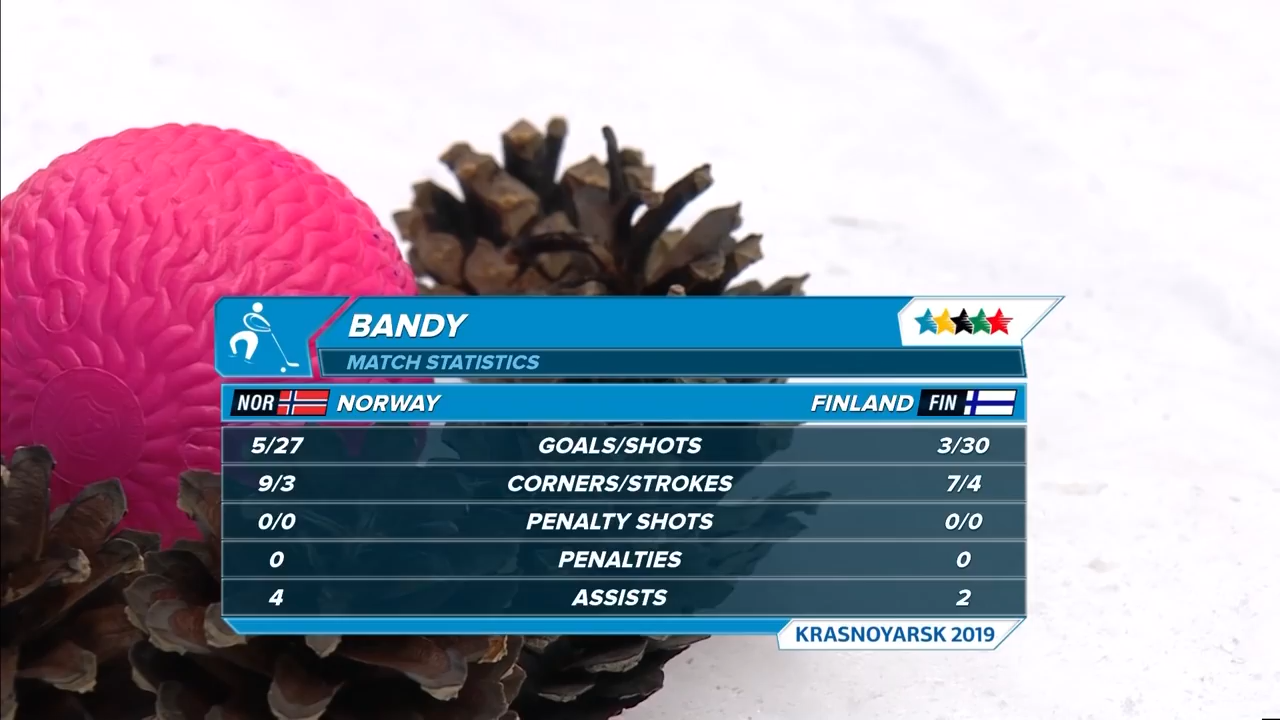 BANDY
MATCH STATISTICS
NOR NORWAY FINLAND FIN
5/27 GOALS/SHOTS 3/30
9/3 CORNERS/STROKES 7/4
0/0 PENALTY SHOTS 0/0
0 PENALTIES 0
4 ASSISTS 2
KRASNOYARSK 2019